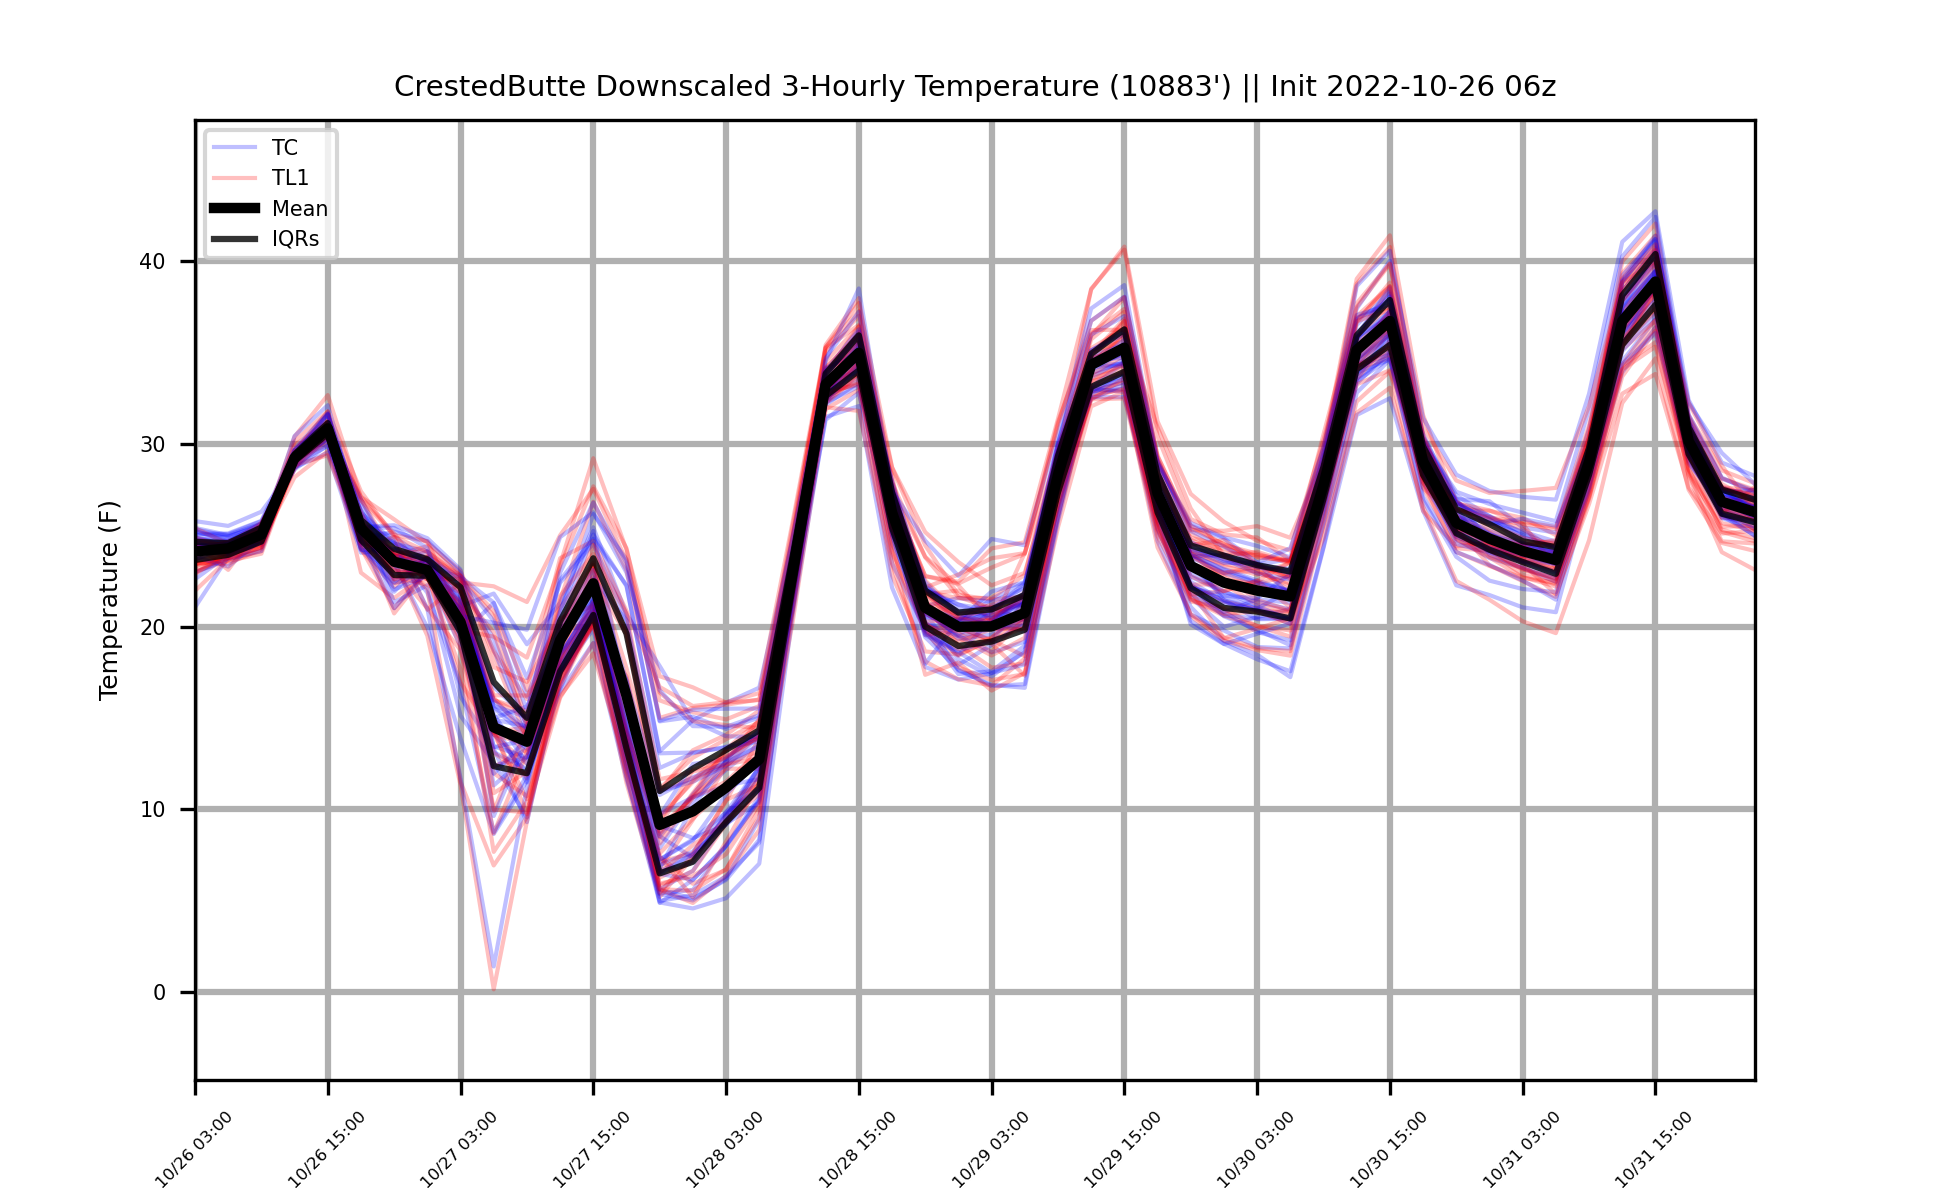 CrestedButte Downscaled 3-Hourly Temperature (10883') || Init 2022-10-26 06z
TC
TL1
Mean
IQRs
Temperature (F)
40
30
20
10
0
10/26 03:00
10/26 15:00
10/27 03:00
10/27 15:00
10/28 03:00
10/28 15:00
10/29 03:00
10/29 15:00
10/30 03:00
10/30 15:00
10/31 03:00
10/31 15:00